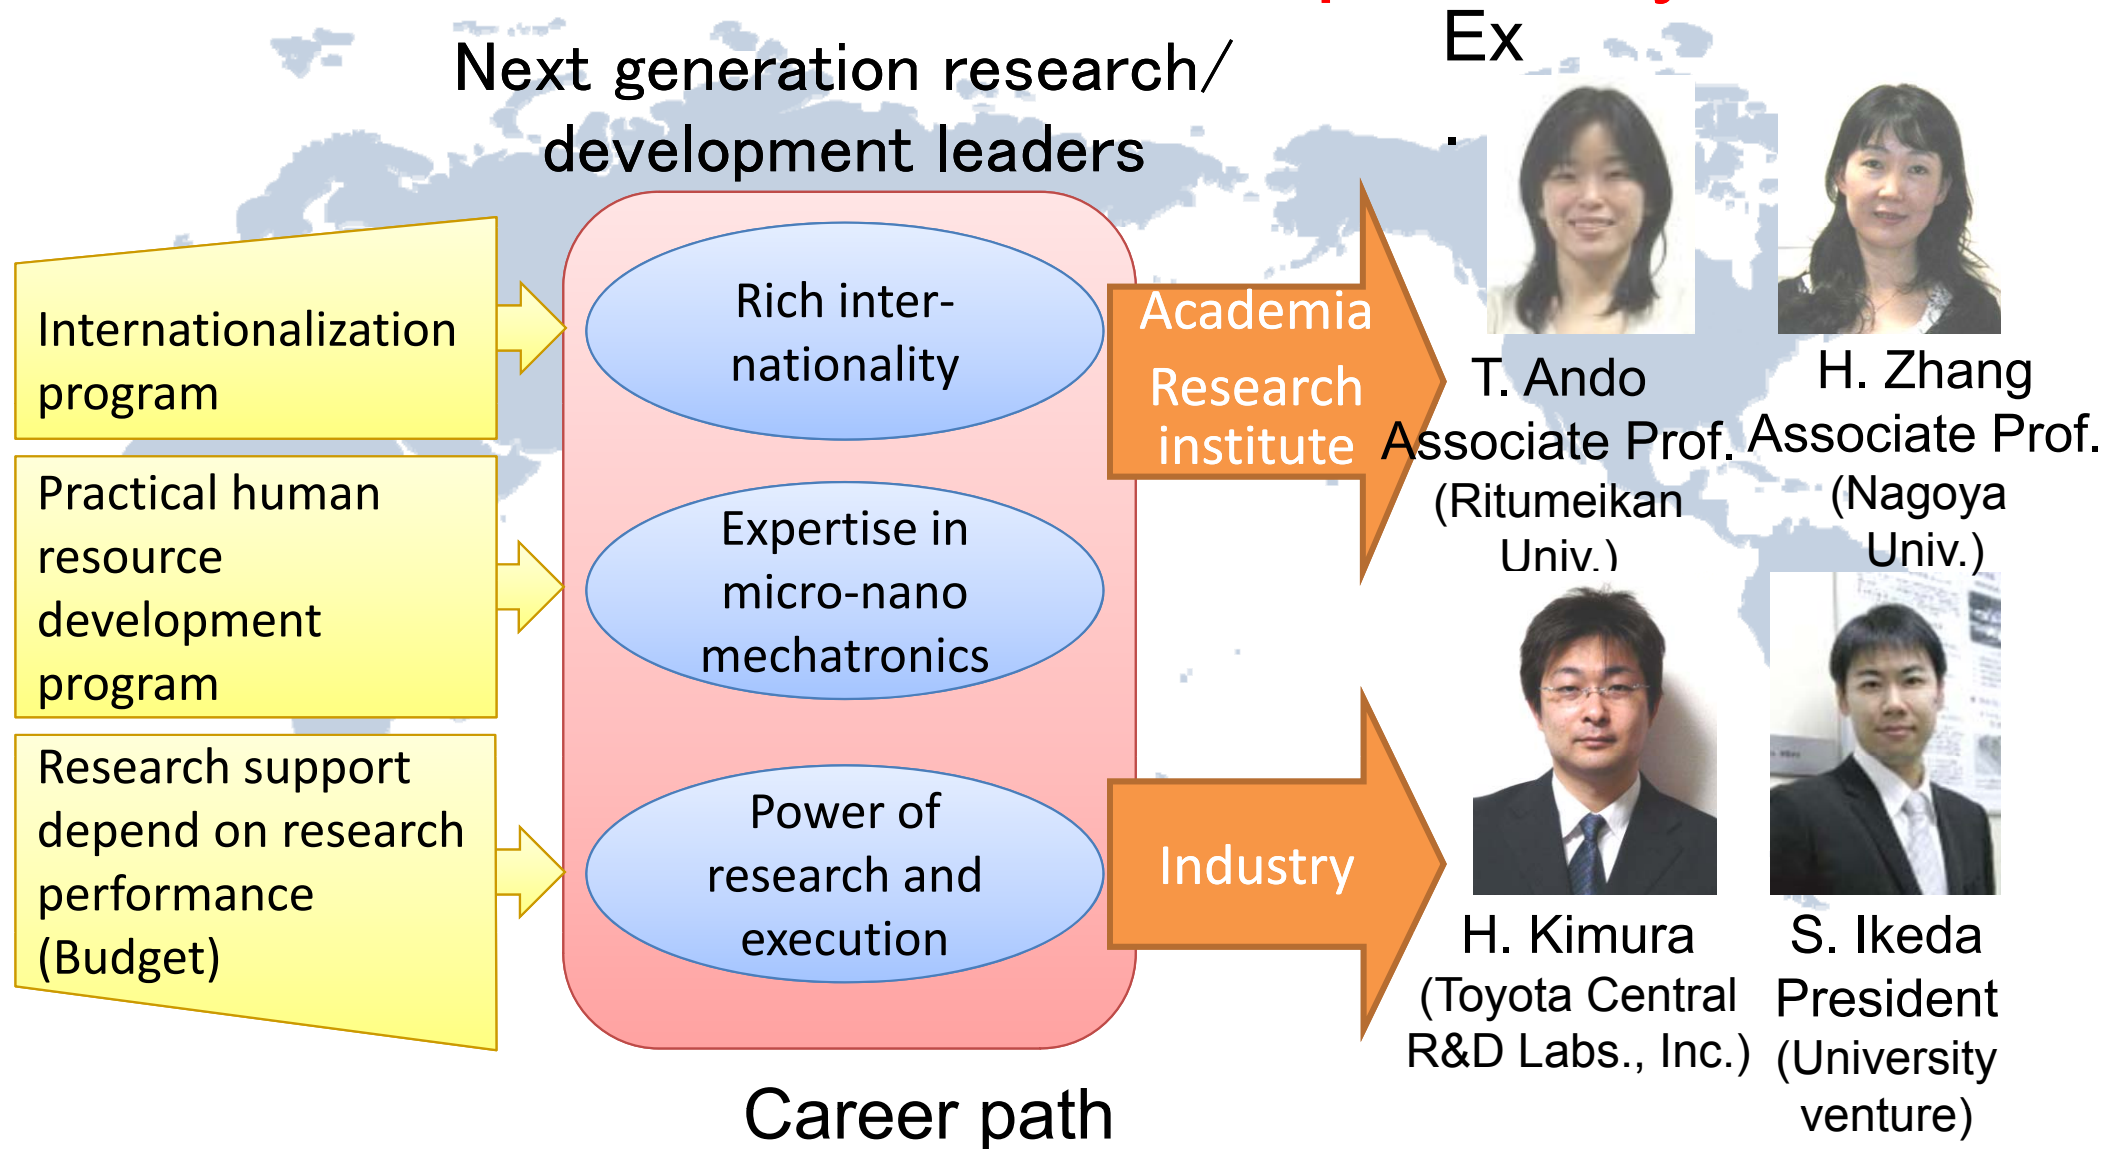 Ex
.
Next generation research/
development leaders
Internationalization
program
Practical human
resource
development
program
Research support
depend on research
performance
(Budget)
Rich inter-
nationality
Expertise in
micro-nano
mechatronics
Power of
research and
execution
Academia
Research
institute
Industry
T. Ando
Associate Prof.
(Ritumeikan
Univ.)
H. Zhang
Associate Prof.
(Nagoya
Univ.)
H. Kimura
(Toyota Central
R&D Labs., Inc.)
S. Ikeda
President
(University
venture)
Career path